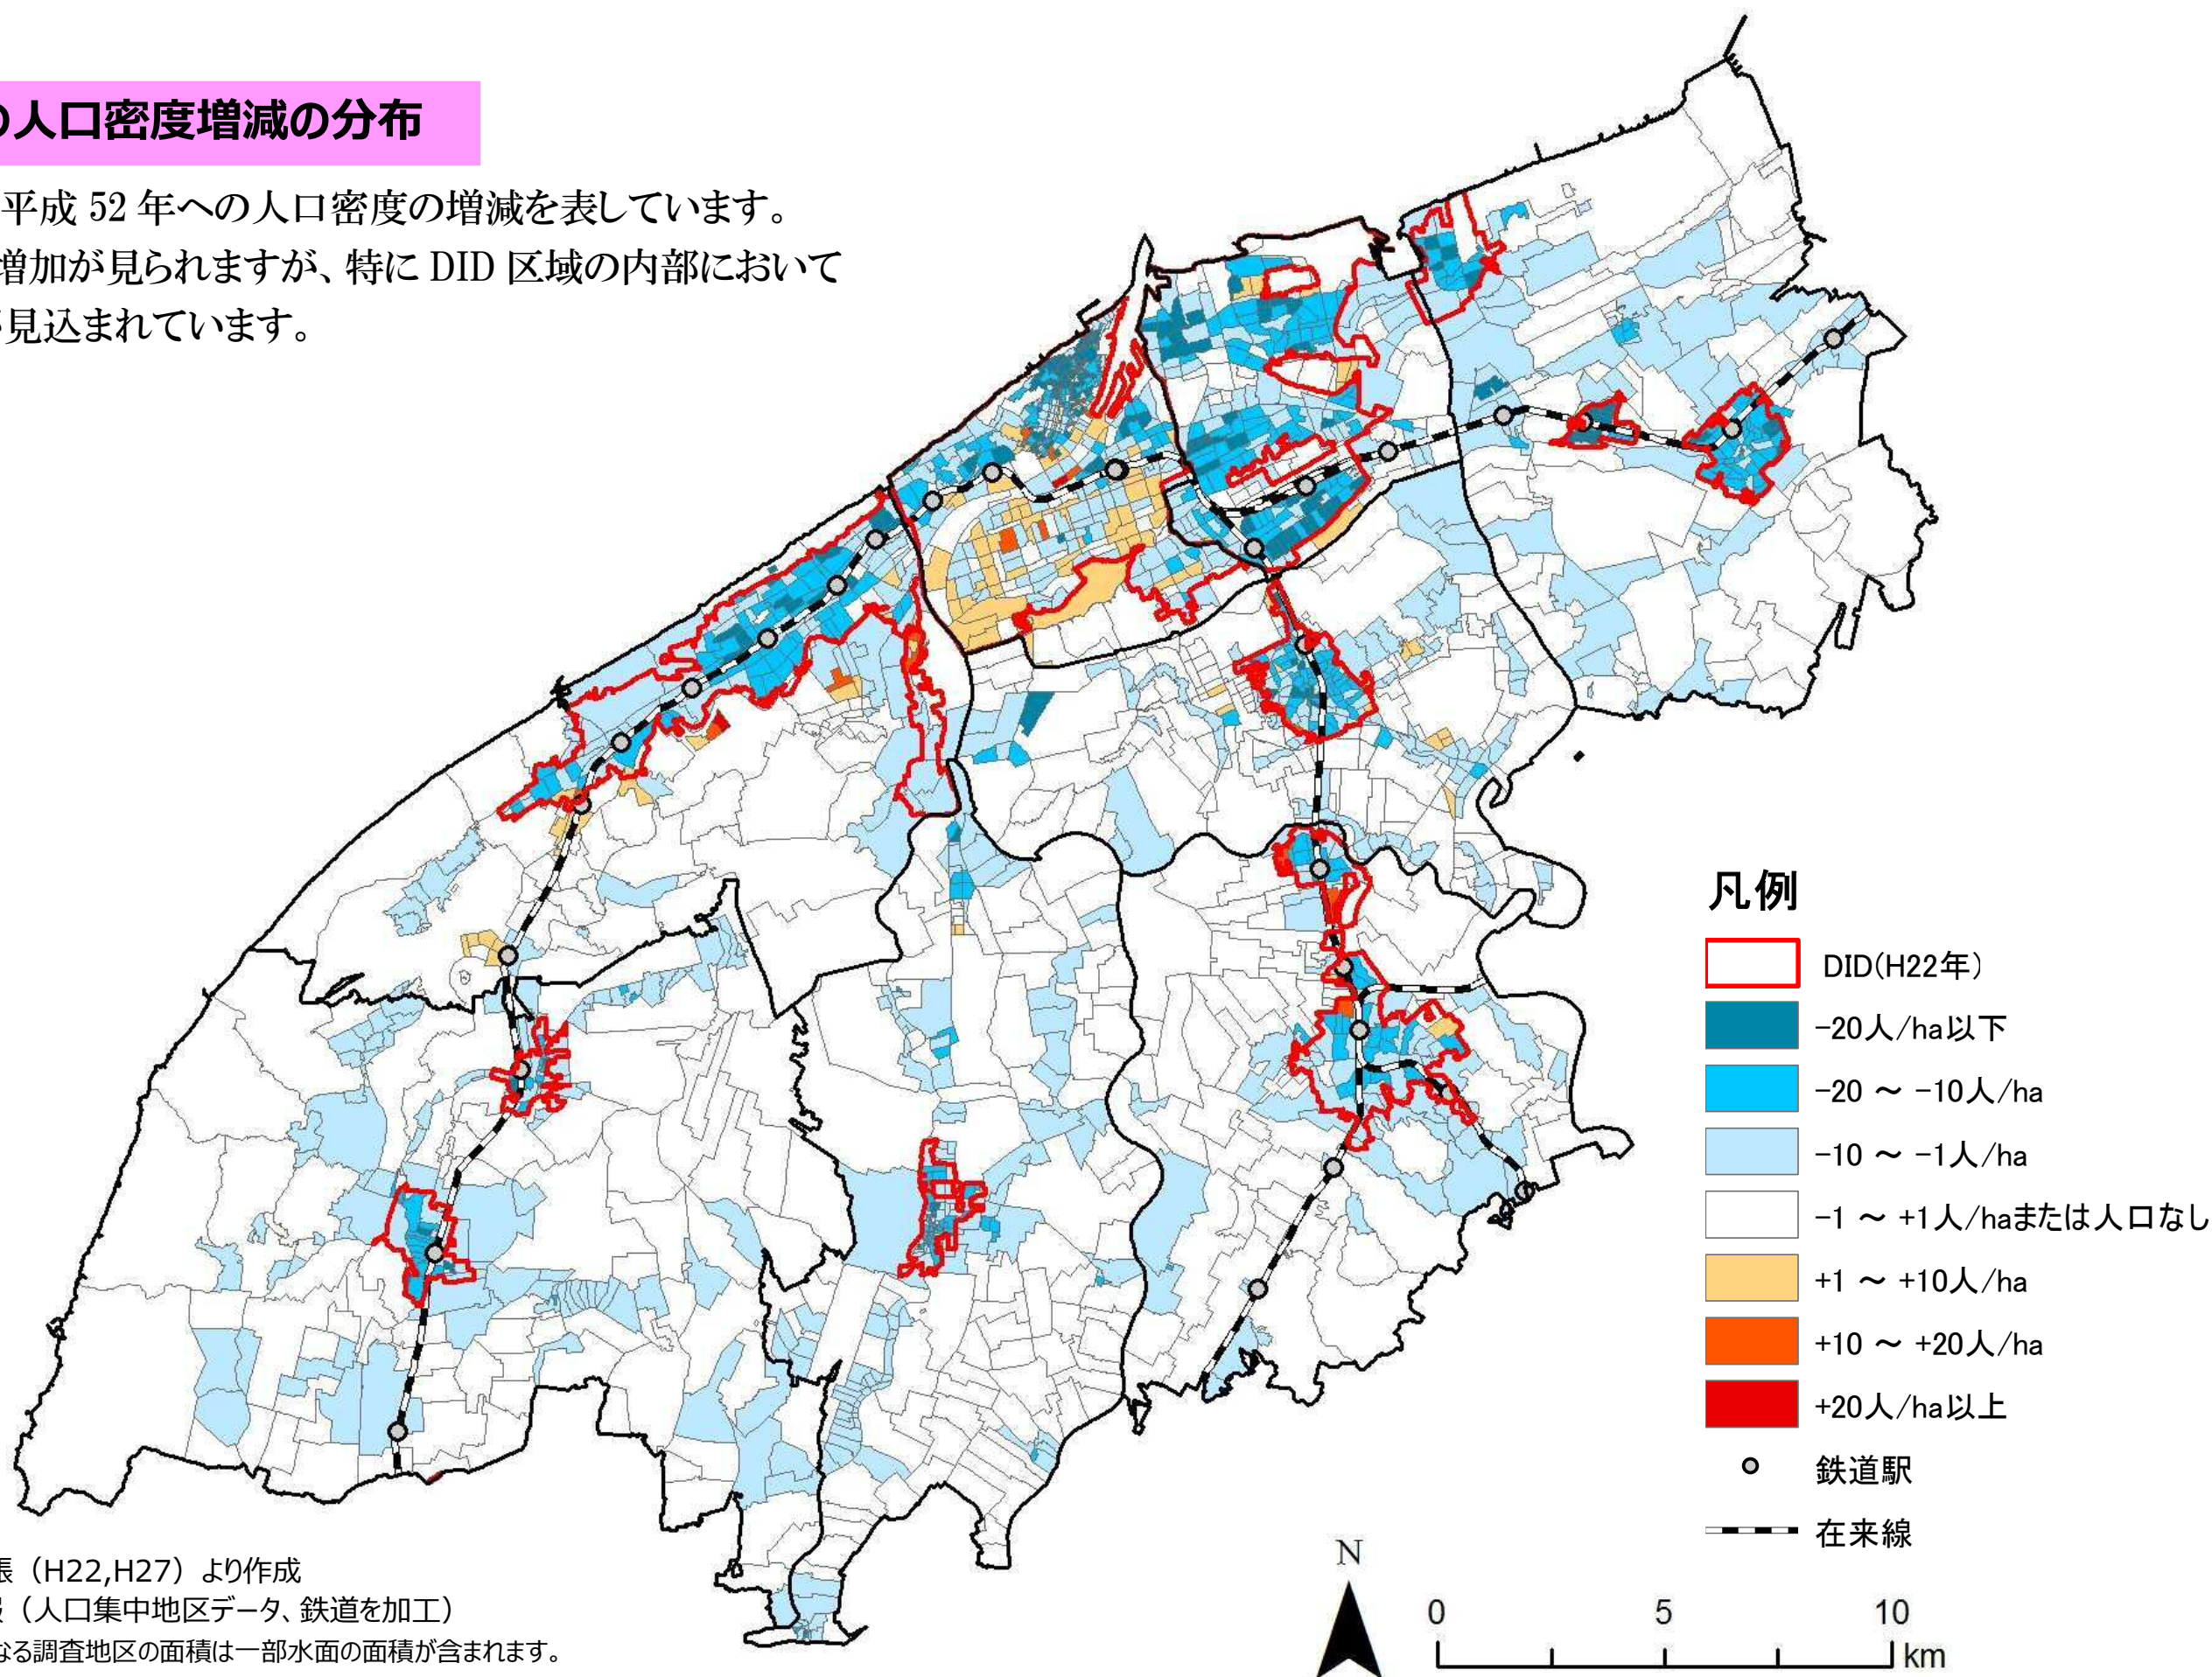 の人口密度増減の分布
平成 52 年への人口密度の増減を表しています。
増加が見られますが、特に DID 区域の内部において
見込まれています。
凡例
DID(H22年)
-20人/ha以下
-20 ～ -10人/ha
-10 ～ -1人/ha
-1 ～ +1人/haまたは人口なし
+1 ～ +10人/ha
+10 ～ +20人/ha
+20人/ha以上
鉄道駅
在来線
N
0 5 10
km
（H22,H27）より作成
（人口集中地区データ、鉄道を加工）
なる調査地区の面積は一部水面の面積が含まれます。